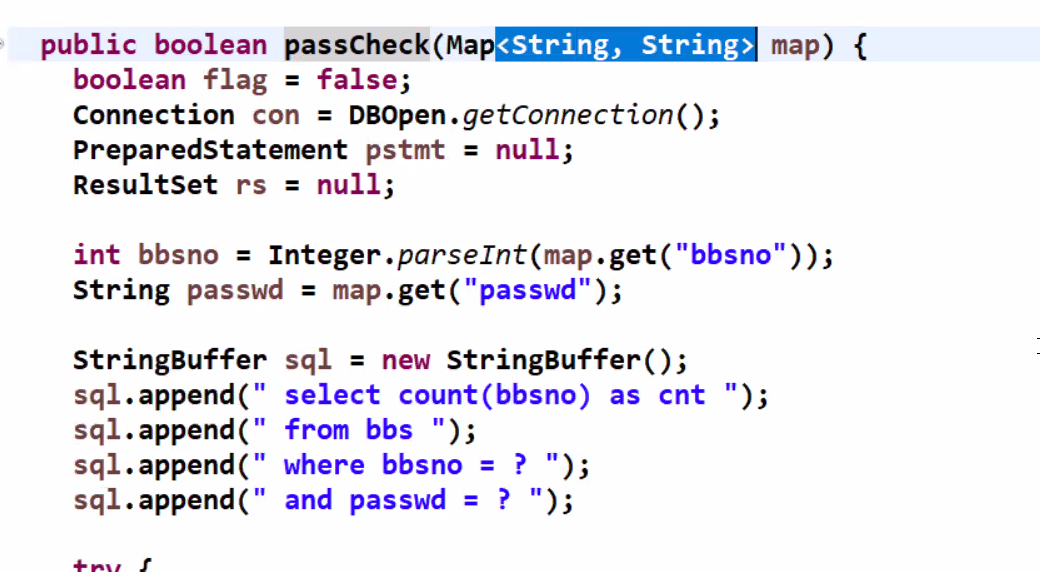 public boolean passCheck(Map<String, String> map) {
boolean flag = false;
Connection con = DBOpen.getConnection();
PreparedStatement pstmt = null;
ResultSet rs = null;
int bbsno = Integer.parseInt(map.get("bbsno"));
String passwd = map.get("passwd");
StringBuffer sql = new StringBuffer();
sql.append(" select count(bbsno) as cnt ");
sql.append(" from bbs ");
sql.append(" where bbsno = ? ");
sql.append(" and passwd = ? ");
try {